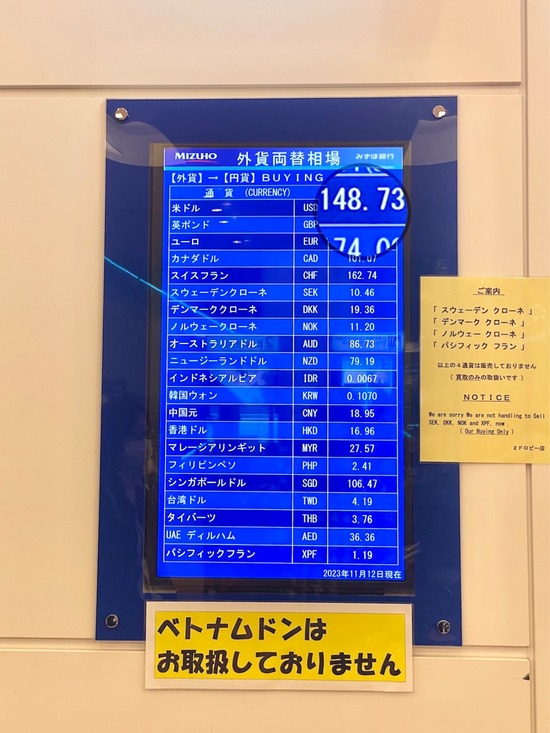 MIZUHO 外貨両替相場 みずほ銀行
【外貨】→【円貨】BUYING
通 貨 (CURRENCY)
米ドル USD 148.73
英ポンド GBP
ユーロ EUR
カナダドル CAD 101.07
スイスフラン CHF 162.74
スウェーデンクローネ SEK 10.46
デンマーククローネ DKK 19.36
ノルウェークローネ NOK 11.20
オーストラリアドル AUD 86.73
ニュージーランドドル NZD 79.19
インドネシアルピア IDR 0.0067
韓国ウォン KRW 0.1070
中国元 CNY 18.95
香港ドル HKD 16.96
マレーシアリンギット MYR 27.57
フィリピンペソ PHP 2.41
シンガポールドル SGD 106.47
台湾ドル TWD 4.19
タイバーツ THB 3.76
UAE ディルハム AED 36.36
パシフィックフラン XPF 1.19
2023年11月12日現在
ご案内
「 スウェーデン クローネ 」
「 デンマーク クローネ 」
「 ノルウェー クローネ 」
「 パシフィック フラン 」
以上の4通貨は販売しておりません
( 買取のみの取扱いです )
NOTICE
We are sorry We are not handling to Sell
SEK, DKK, NOK and XPF, now .
( Our Buying Only )
2Fロビー店
ベトナムドンは
お取扱しておりません